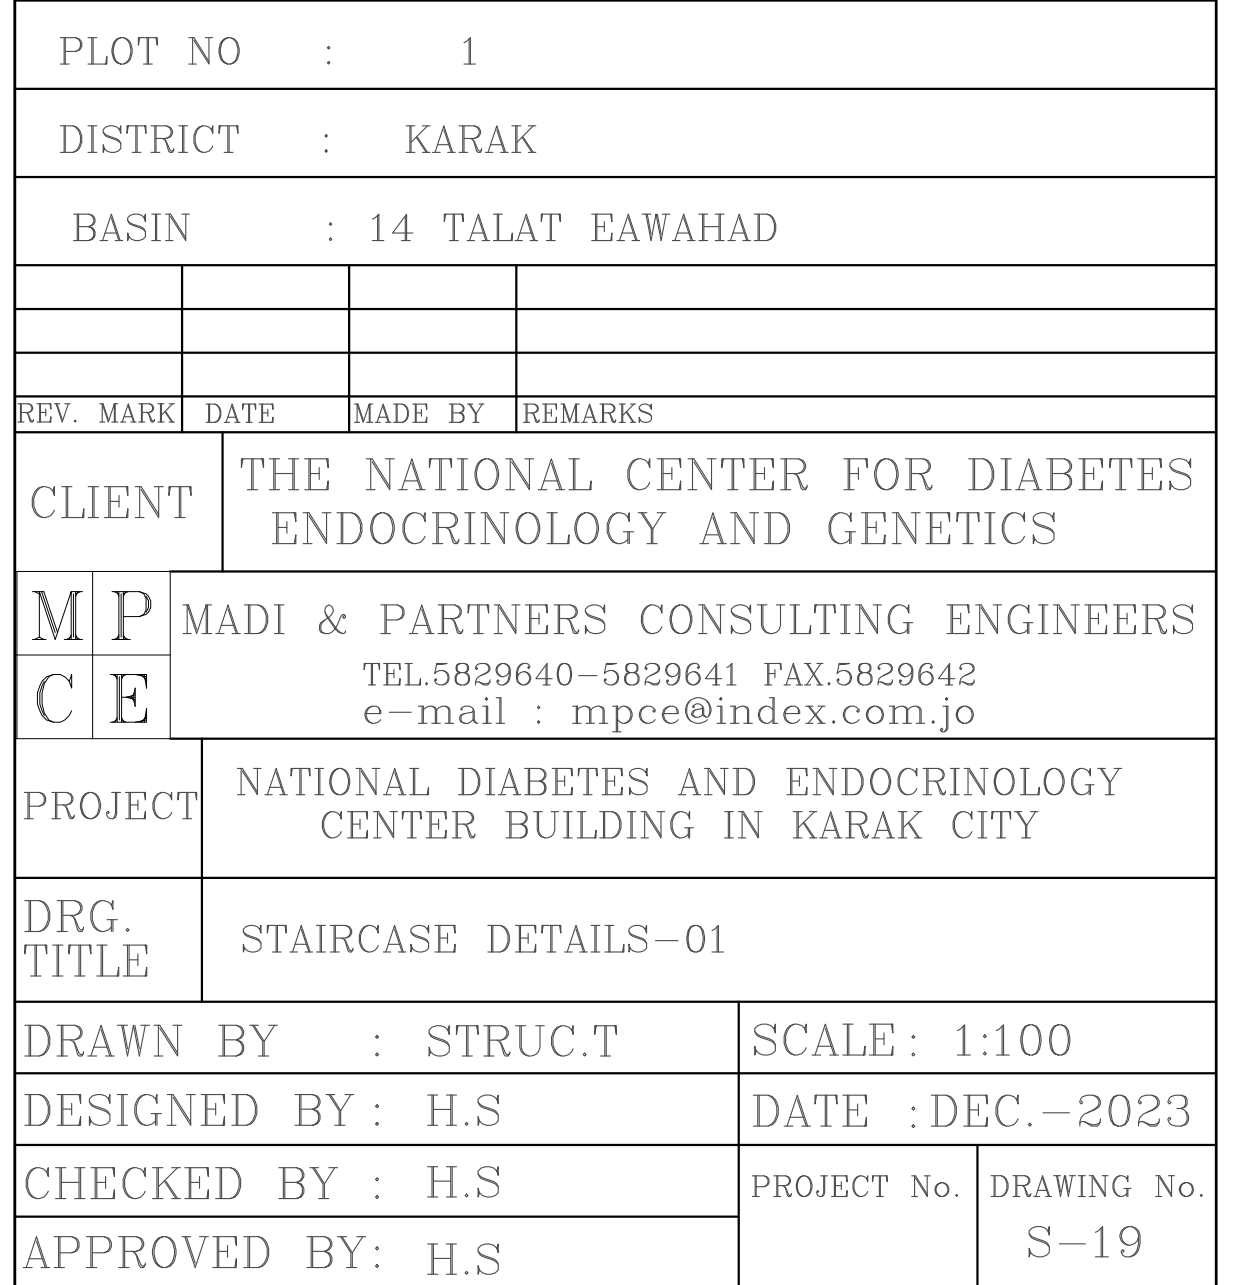 PLOT NO : 1
DISTRICT : KARAK
BASIN : 14 TALAT EAWAHAD
REV. MARK DATE MADE BY REMARKS
CLIENT
THE NATIONAL CENTER FOR DIABETES
ENDOCRINOLOGY AND GENETICS
M P
C E
MADI & PARTNERS CONSULTING ENGINEERS
TEL.5829640-5829641 FAX.5829642
e-mail : mpce@index.com.jo
PROJECT
NATIONAL DIABETES AND ENDOCRINOLOGY
CENTER BUILDING IN KARAK CITY
DRG.
TITLE
STAIRCASE DETAILS-01
DRAWN BY : STRUC.T
SCALE : 1:100
DESIGNED BY : H.S
DATE : DEC.-2023
CHECKED BY : H.S
APPROVED BY: H.S
PROJECT No.
DRAWING No.
S-19